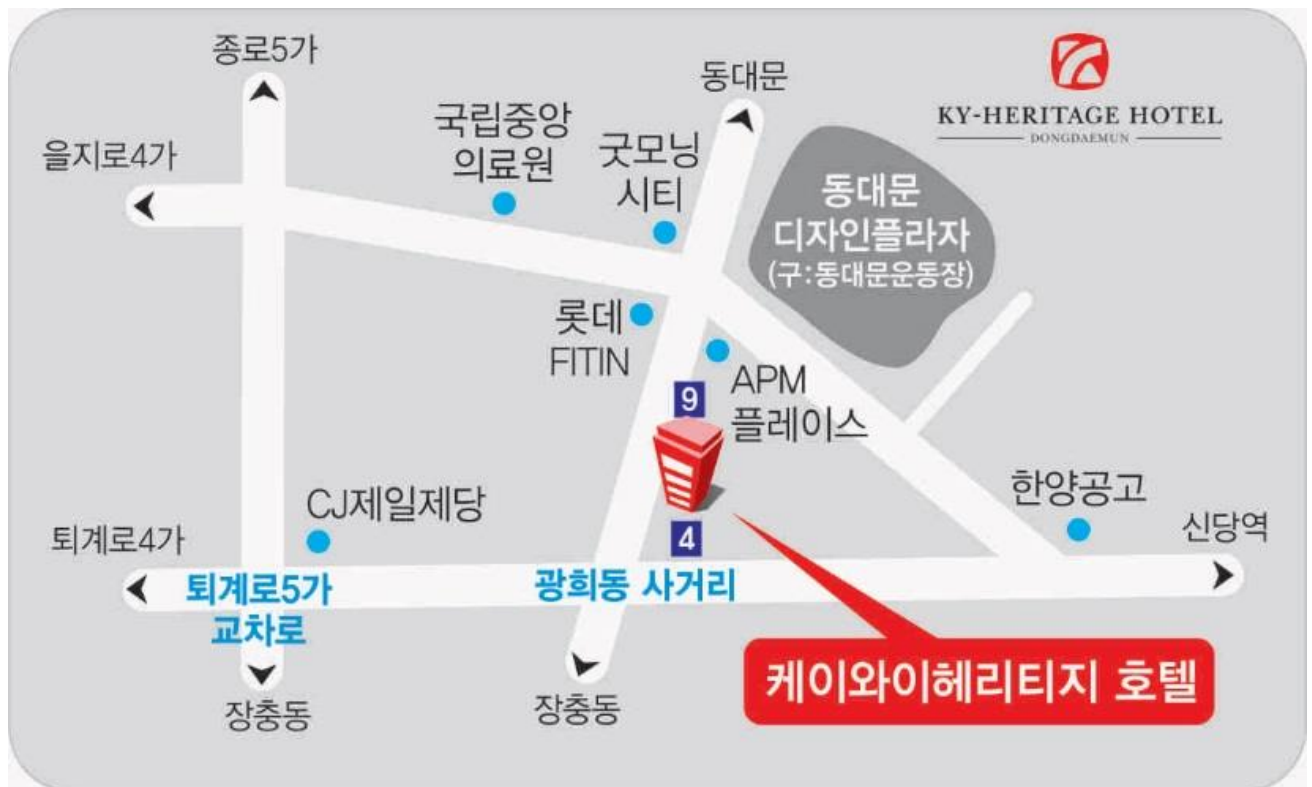 종로5가
동대문
KY-HERITAGE HOTEL
DONGDAEMUN
을지로4가
국립중앙
의료원
굿모닝
시티
동대문
디자인플라자
(구:동대문운동장)
롯데
FITIN
APM
플레이스
9
CJ제일제당
한양공고
퇴계로4가
4
신당역
퇴계로5가
교차로
광희동 사거리
케이와이헤리티지 호텔
장충동
장충동